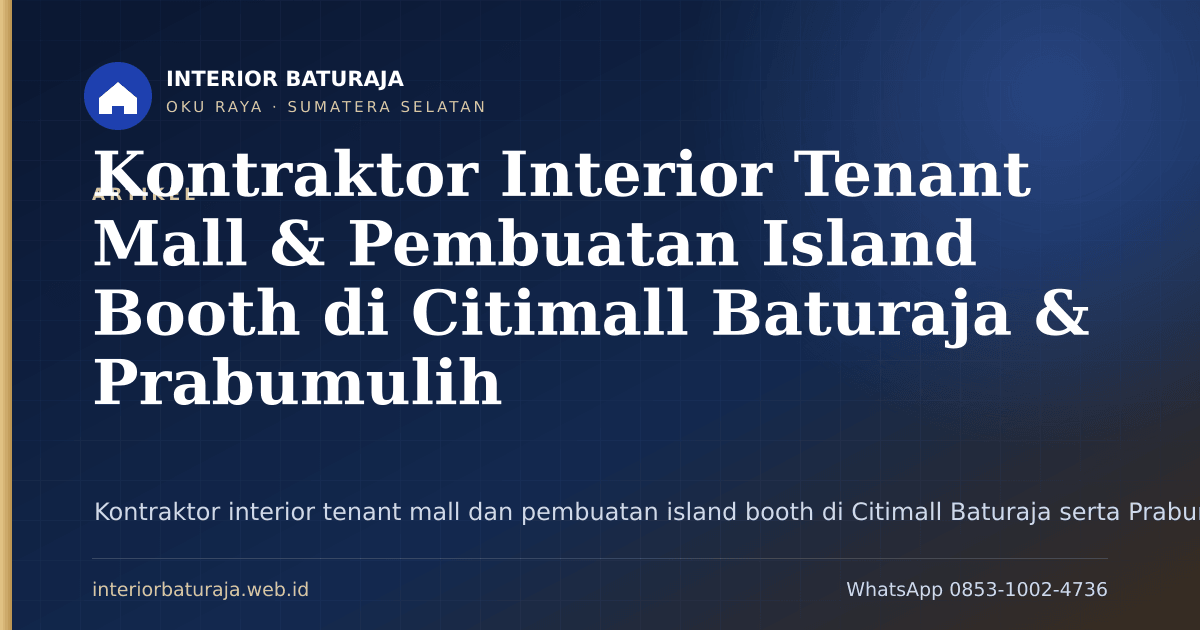 INTERIOR BATURAJA
OKU RAYA · SUMATERA SELATAN
ARTIKEL
Kontraktor Interior Tenant
Mall & Pembuatan Island
Booth di Citimall Baturaja &
Prabumulih
Kontraktor interior tenant mall dan pembuatan island booth di Citimall Baturaja serta
interiorbaturaja.web.id
WhatsApp 0853-1002-4736